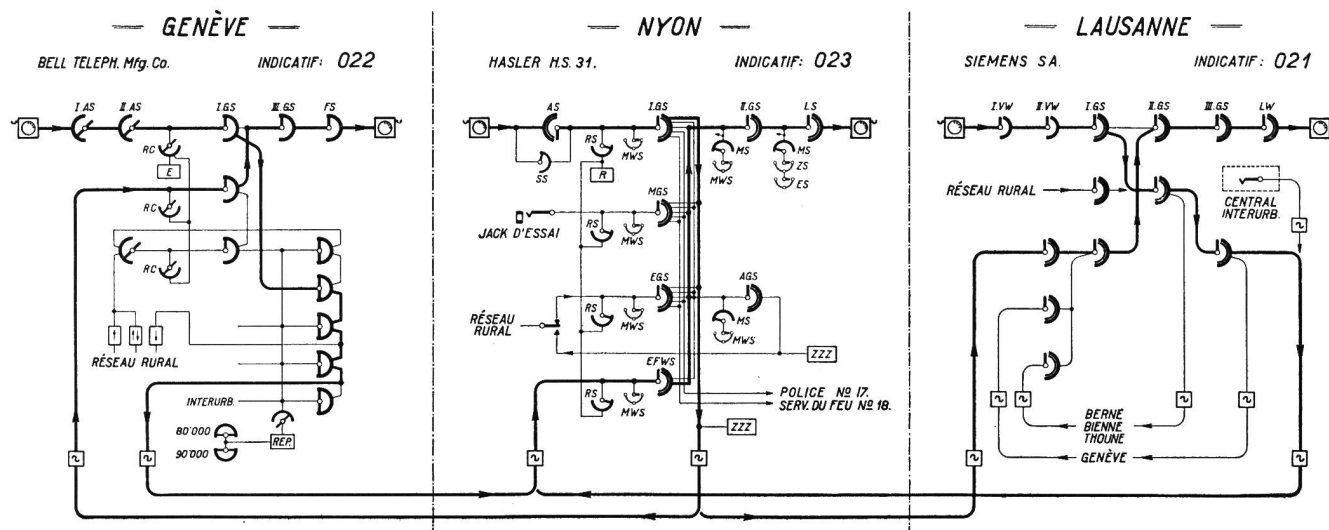 — GENÈVE —
BELL TELEPH. Mfg. Co. INDICATIF: 022
I.AS II.AS I.GS III.GS FS
RC
E
RC
RC
RÉSEAU RURAL
INTERURB.
80'000
90'000
REP.
— NYON —
HASLER H.S. 31. INDICATIF: 023
AS I.GS II.GS LS
RS MWS MS MS
SS R MWS ZS
ES
MGS
JACK D'ESSAI RS MWS
EGS AGS
RS MWS MS
RÉSEAU RURAL MWS
ZZZ
EFWS
RS MWS
POLICE Nº 17.
SERV. DU FEU Nº 18.
ZZZ
— LAUSANNE —
SIEMENS S.A. INDICATIF: 021
I.VW II.VW I.GS II.GS III.GS LW
RÉSEAU RURAL
CENTRAL
INTERURB.
BERNE
BIENNE
THOUNE
GENÈVE